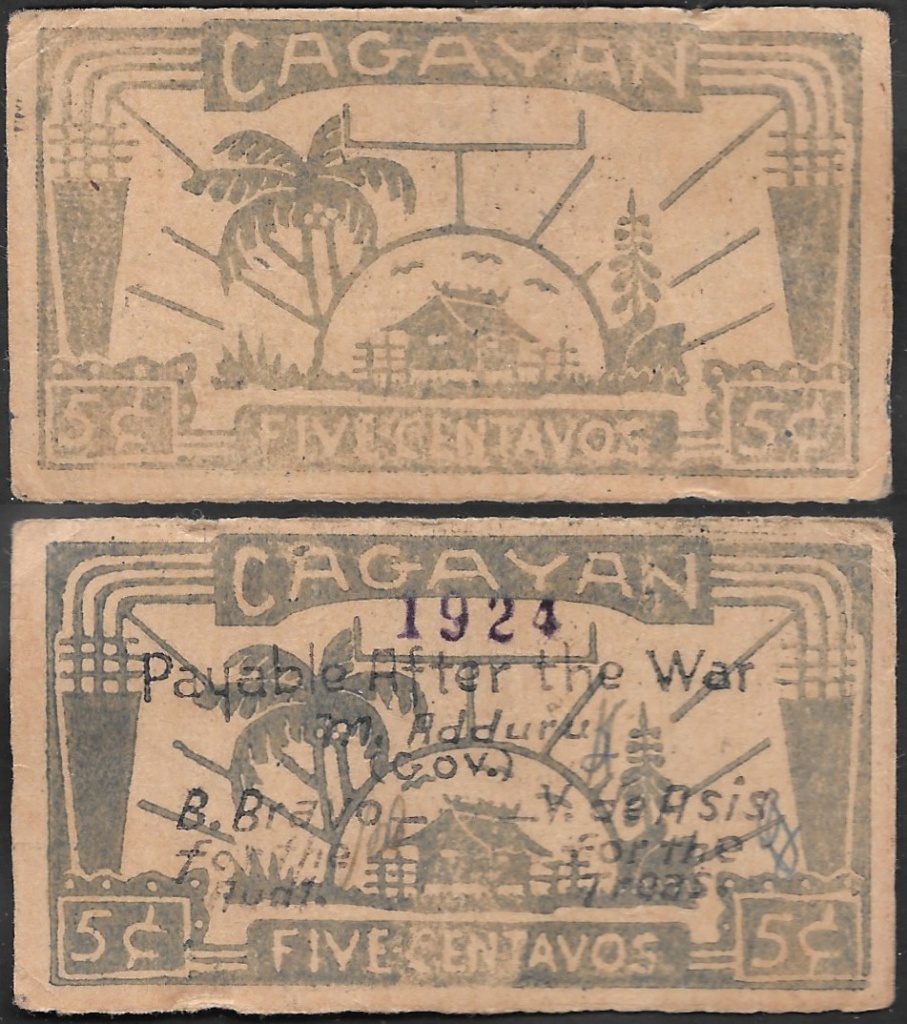 CAGAYAN
5¢ FIVE CENTAVOS 5¢
CAGAYAN
1924
Payable After the War
M. Adduru
(GOV.)
B. Bravo V. de Asis
for the for the
Audt. Treas.
5¢ FIVE CENTAVOS 5¢